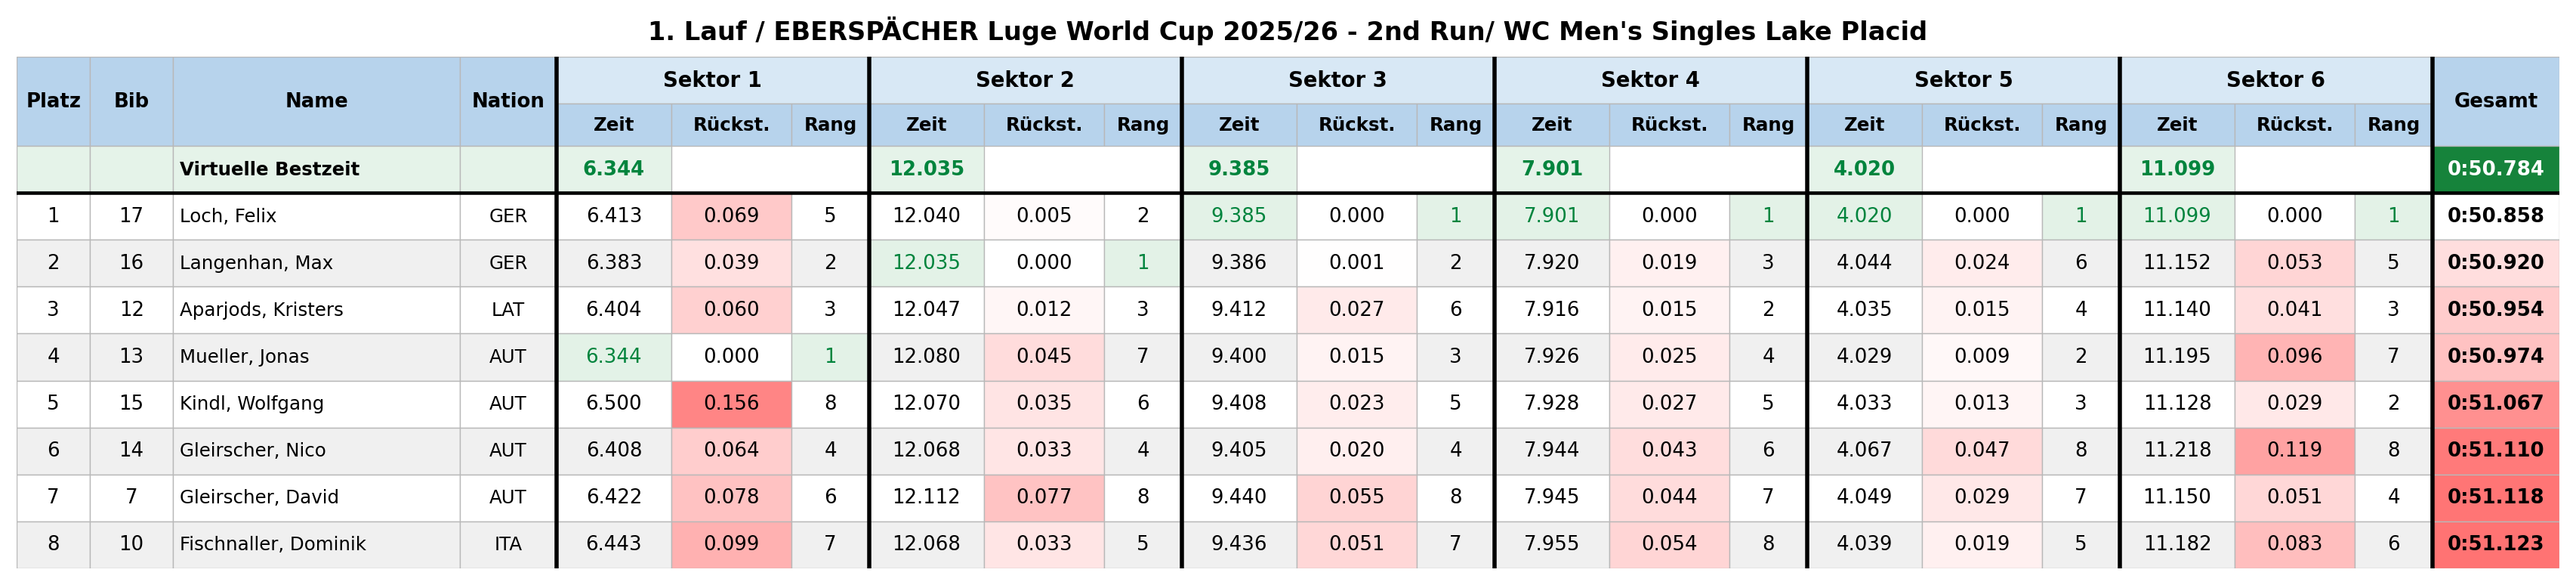 1. Lauf / EBERSPÄCHER Luge World Cup 2025/26 - 2nd Run/ WC Men's Singles Lake Placid
Platz Bib Name Nation Sektor 1 Sektor 2 Sektor 3 Sektor 4 Sektor 5 Sektor 6 Gesamt
Zeit Rückst. Rang Zeit Rückst. Rang Zeit Rückst. Rang Zeit Rückst. Rang Zeit Rückst. Rang Zeit Rückst. Rang
Virtuelle Bestzeit 6.344 12.035 9.385 7.901 4.020 11.099 0:50.784
1 17 Loch, Felix GER 6.413 0.069 5 12.040 0.005 2 9.385 0.000 1 7.901 0.000 1 4.020 0.000 1 11.099 0.000 1 0:50.858
2 16 Langenhan, Max GER 6.383 0.039 2 12.035 0.000 1 9.386 0.001 2 7.920 0.019 3 4.044 0.024 6 11.152 0.053 5 0:50.920
3 12 Aparjods, Kristers LAT 6.404 0.060 3 12.047 0.012 3 9.412 0.027 6 7.916 0.015 2 4.035 0.015 4 11.140 0.041 3 0:50.954
4 13 Mueller, Jonas AUT 6.344 0.000 1 12.080 0.045 7 9.400 0.015 3 7.926 0.025 4 4.029 0.009 2 11.195 0.096 7 0:50.974
5 15 Kindl, Wolfgang AUT 6.500 0.156 8 12.070 0.035 6 9.408 0.023 5 7.928 0.027 5 4.033 0.013 3 11.128 0.029 2 0:51.067
6 14 Gleirscher, Nico AUT 6.408 0.064 4 12.068 0.033 4 9.405 0.020 4 7.944 0.043 6 4.067 0.047 8 11.218 0.119 8 0:51.110
7 7 Gleirscher, David AUT 6.422 0.078 6 12.112 0.077 8 9.440 0.055 8 7.945 0.044 7 4.049 0.029 7 11.150 0.051 4 0:51.118
8 10 Fischnaller, Dominik ITA 6.443 0.099 7 12.068 0.033 5 9.436 0.051 7 7.955 0.054 8 4.039 0.019 5 11.182 0.083 6 0:51.123